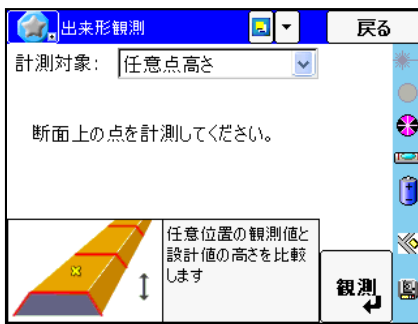 出来形観測
戻る
計測対象: 任意点高さ
断面上の点を計測してください。
任意位置の観測値と
設計値の高さを比較
します
観測